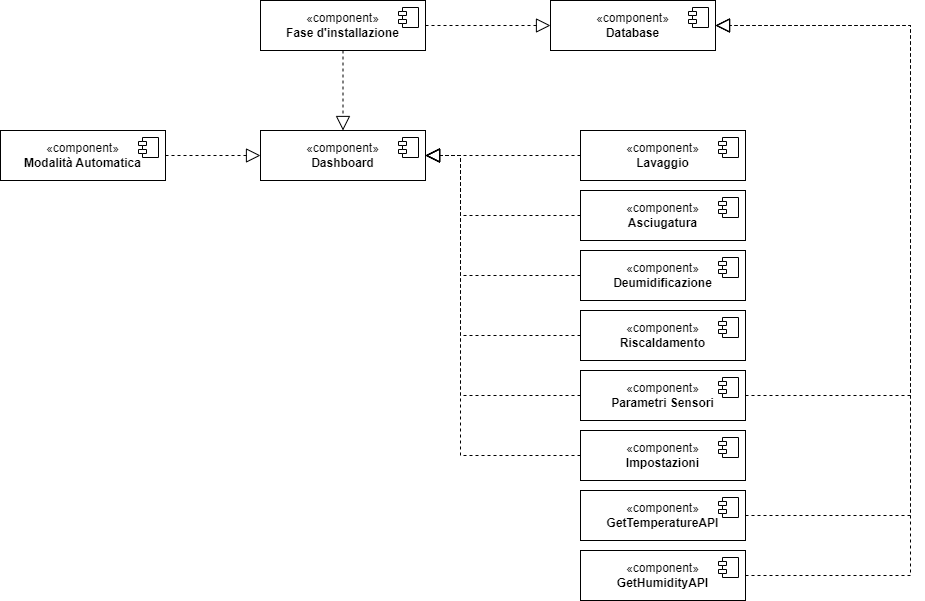 «component»
Fase d'installazione
«component»
Database
«component»
Modalità Automatica
«component»
Dashboard
«component»
Lavaggio
«component»
Asciugatura
«component»
Deumidificazione
«component»
Riscaldamento
«component»
Parametri Sensori
«component»
Impostazioni
«component»
GetTemperatureAPI
«component»
GetHumidityAPI